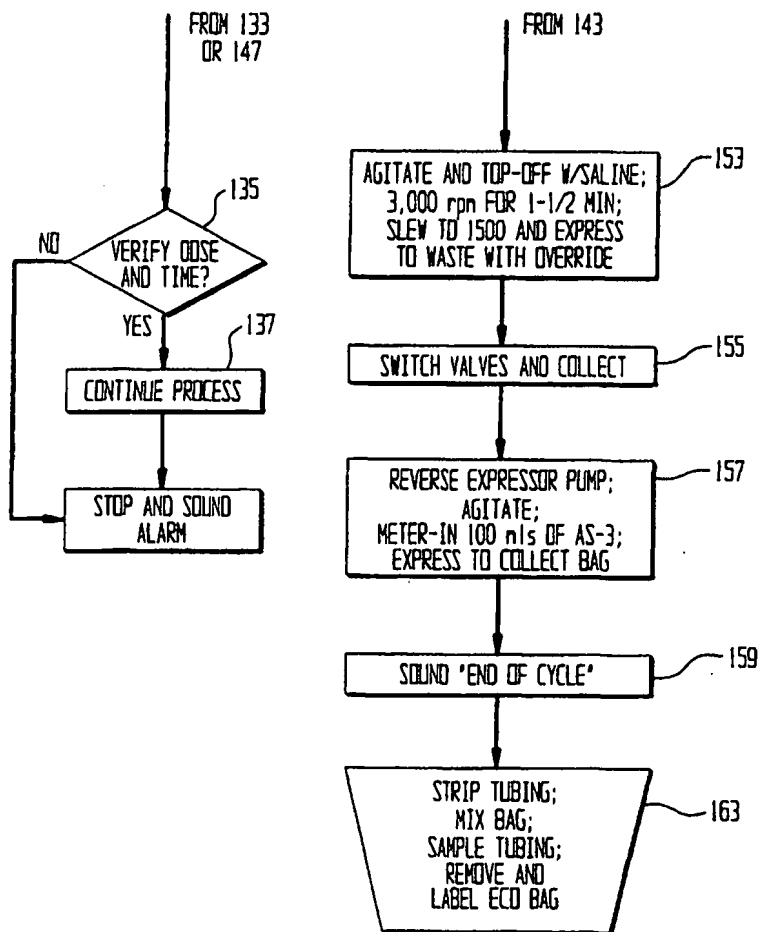 FROM 133
OR 147
135
NO
VERIFY DOSE
AND TIME?
YES
137
CONTINUE PROCESS
STOP AND SOUND
ALARM
FROM 143
153
AGITATE AND TOP-OFF W/SALINE;
3,000 rpn FOR 1-1/2 MIN;
SLEW TO 1500 AND EXPRESS
TO WASTE WITH OVERRIDE
155
SWITCH VALVES AND COLLECT
157
REVERSE EXPRESSOR PUMP;
AGITATE;
METER-IN 100 mls OF AS-3;
EXPRESS TO COLLECT BAG
159
SOUND "END OF CYCLE"
163
STRIP TUBING;
MIX BAG;
SAMPLE TUBING;
REMOVE AND
LABEL ECO BAG